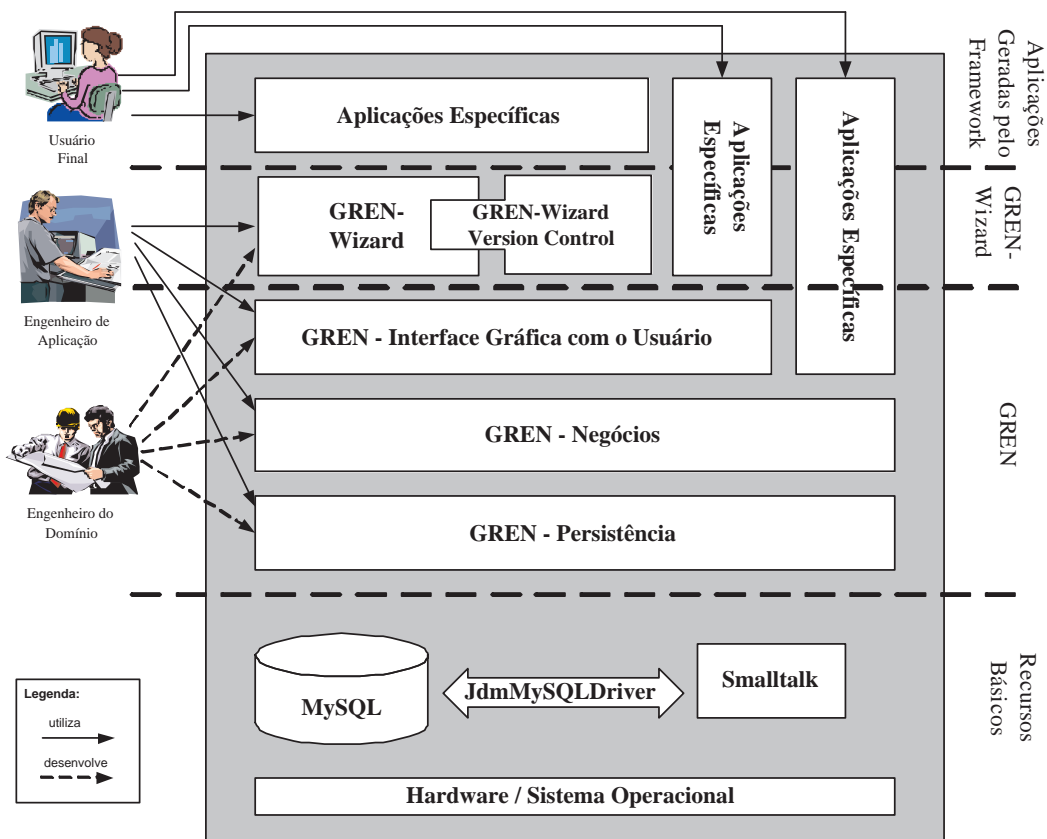 Aplicações
Geradas pelo
Framework
Aplicações Específicas
Aplicações
Específicas
Aplicações Específicas
Usuário
Final
GREN-
Wizard
GREN-Wizard
Version Control
GREN-
Wizard
Engenheiro de
Aplicação
GREN - Interface Gráfica com o Usuário
GREN - Negócios
GREN
Engenheiro do
Domínio
GREN - Persistência
MySQL
JdmMySQLDriver
Smalltalk
Recursos
Básicos
Legenda:
utiliza
desenvolve
Hardware / Sistema Operacional